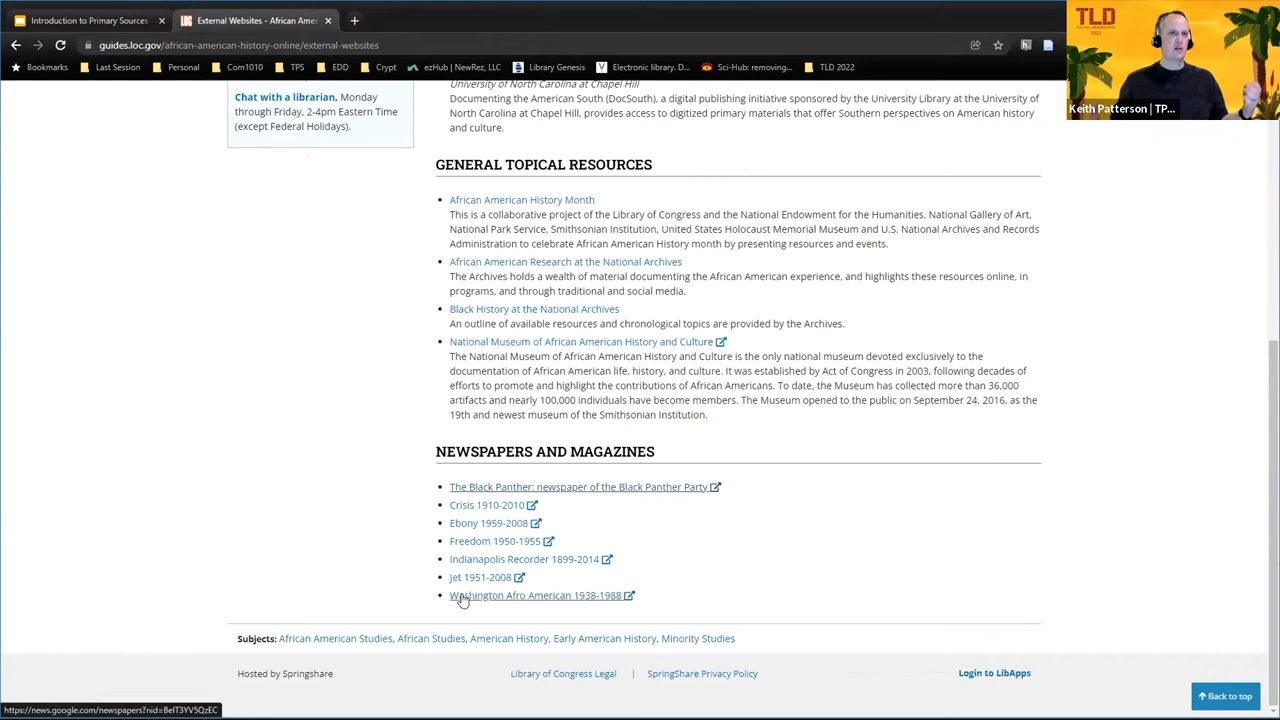 Introduction to Primary Sources
External Websites - African Amer
guides.loc.gov/african-american-history-online/external-websites
Bookmarks
Last Session
Personal
Com1010
TPS
EDD
Crypt
ezHub | NewRez, LLC
Library Genesis
Electronic library. D...
Sci-Hub: removing...
TLD 2022
TLD
2022
Keith Patterson | TP...
Chat with a librarian, Monday
through Friday, 2-4pm Eastern Time
(except Federal Holidays).
University of North Carolina at Chapel Hill
Documenting the American South (DocSouth), a digital publishing initiative sponsored by the University Library at the University of
North Carolina at Chapel Hill, provides access to digitized primary materials that offer Southern perspectives on American history
and culture.
GENERAL TOPICAL RESOURCES
African American History Month
This is a collaborative project of the Library of Congress and the National Endowment for the Humanities, National Gallery of Art,
National Park Service, Smithsonian Institution, United States Holocaust Memorial Museum and U.S. National Archives and Records
Administration to celebrate African American History month by presenting resources and events.
African American Research at the National Archives
The Archives holds a wealth of material documenting the African American experience, and highlights these resources online, in
programs, and through traditional and social media.
Black History at the National Archives
An outline of available resources and chronological topics are provided by the Archives.
National Museum of African American History and Culture
The National Museum of African American History and Culture is the only national museum devoted exclusively to the
documentation of African American life, history, and culture. It was established by Act of Congress in 2003, following decades of
efforts to promote and highlight the contributions of African Americans. To date, the Museum has collected more than 36,000
artifacts and nearly 100,000 individuals have become members. The Museum opened to the public on September 24, 2016, as the
19th and newest museum of the Smithsonian Institution.
NEWSPAPERS AND MAGAZINES
The Black Panther: newspaper of the Black Panther Party
Crisis 1910-2010
Ebony 1959-2008
Freedom 1950-1955
Indianapolis Recorder 1899-2014
Jet 1951-2008
Washington Afro American 1938-1988
Subjects: African American Studies, African Studies, American History, Early American History, Minority Studies
Hosted by Springshare
Library of Congress Legal
SpringShare Privacy Policy
Login to LibApps
Back to top
https://news.google.com/newspapers?nid=BeIT3YV5QzEC